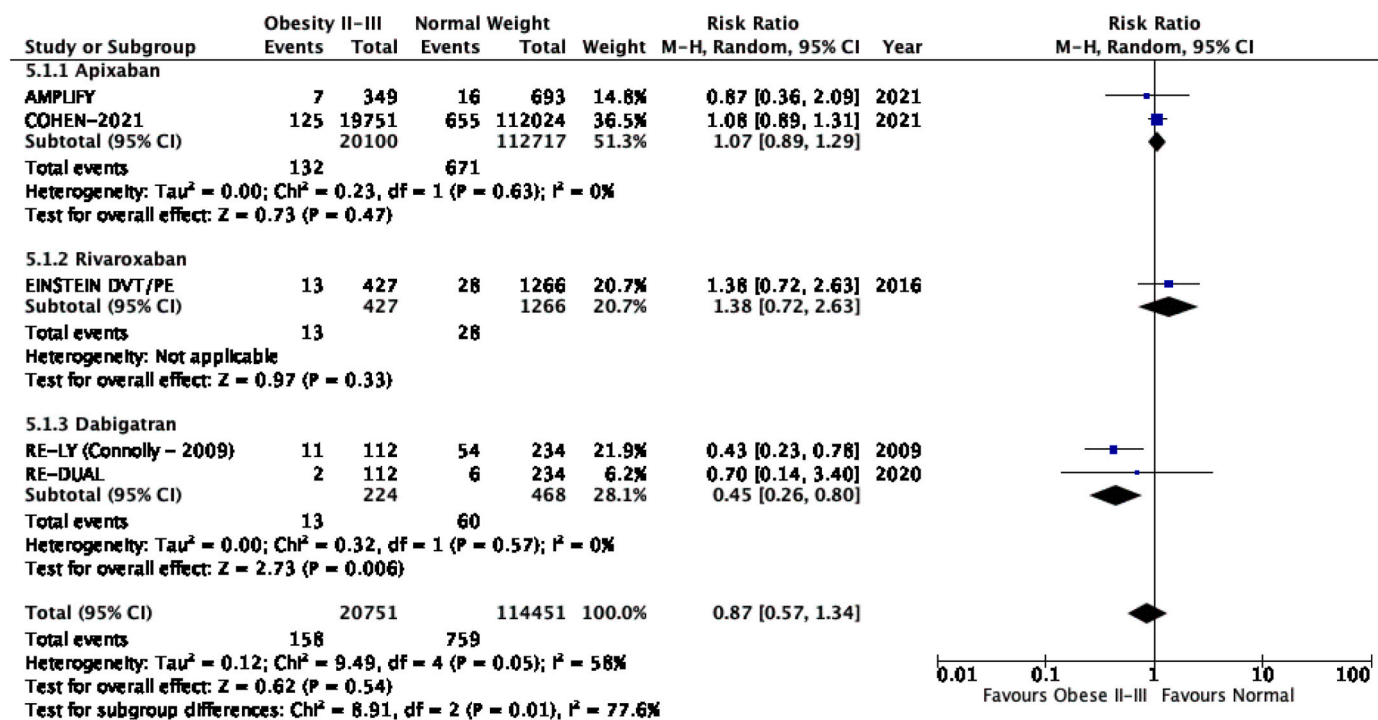 Obesity II-III Normal Weight Risk Ratio Risk Ratio
Study or Subgroup Events Total Events Total Weight M-H, Random, 95% CI Year M-H, Random, 95% CI
5.1.1 Apixaban
AMPLIFY 7 349 16 693 14.8% 0.87 [0.36, 2.09] 2021
COHEN-2021 125 19751 655 112024 36.5% 1.08 [0.89, 1.31] 2021
Subtotal (95% CI) 20100 112717 51.3% 1.07 [0.89, 1.29]
Total events 132 671
Heterogeneity: Tau² = 0.00; Chi² = 0.23, df = 1 (P = 0.63); I² = 0%
Test for overall effect: Z = 0.73 (P = 0.47)
5.1.2 Rivaroxaban
EINSTEIN DVT/PE 13 427 28 1266 20.7% 1.38 [0.72, 2.63] 2016
Subtotal (95% CI) 427 1266 20.7% 1.38 [0.72, 2.63]
Total events 13 28
Heterogeneity: Not applicable
Test for overall effect: Z = 0.97 (P = 0.33)
5.1.3 Dabigatran
RE-LY (Connolly - 2009) 11 112 54 234 21.9% 0.43 [0.23, 0.78] 2009
RE-DUAL 2 112 6 234 6.2% 0.70 [0.14, 3.40] 2020
Subtotal (95% CI) 224 468 28.1% 0.45 [0.26, 0.80]
Total events 13 60
Heterogeneity: Tau² = 0.00; Chi² = 0.32, df = 1 (P = 0.57); I² = 0%
Test for overall effect: Z = 2.73 (P = 0.006)
Total (95% CI) 20751 114451 100.0% 0.87 [0.57, 1.34]
Total events 158 759
Heterogeneity: Tau² = 0.12; Chi² = 9.49, df = 4 (P = 0.05); I² = 58%
Test for overall effect: Z = 0.62 (P = 0.54)
Test for subgroup differences: Chi² = 8.91, df = 2 (P = 0.01), I² = 77.6%
0.01 0.1 1 10 100
Favours Obese II-III Favours Normal